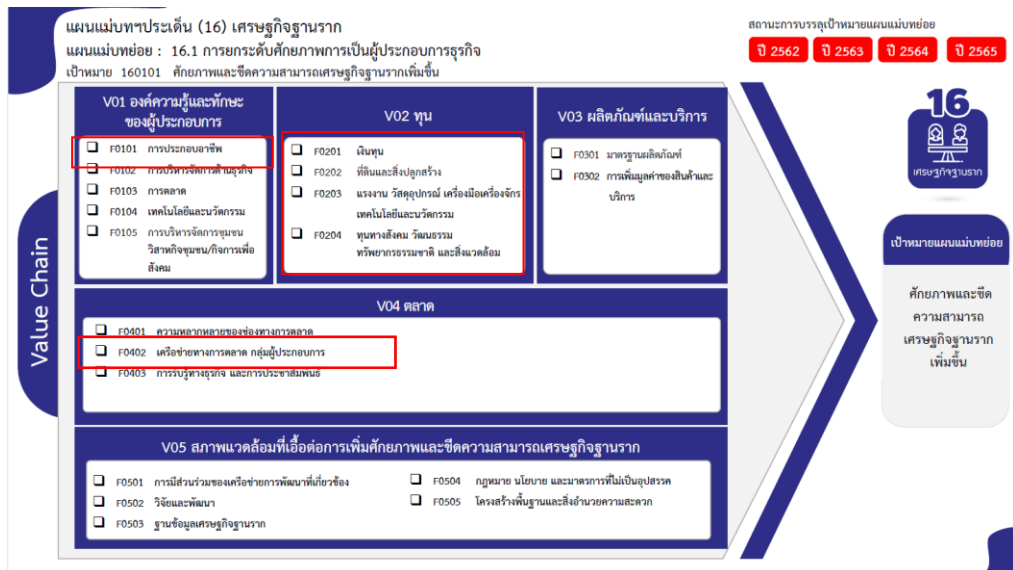 แผนแม่บทฯประเด็น (16) เศรษฐกิจฐานราก
แผนแม่บทย่อย : 16.1 การยกระดับศักยภาพการเป็นผู้ประกอบการธุรกิจ
เป้าหมาย 160101 ศักยภาพและขีดความสามารถเศรษฐกิจฐานรากเพิ่มขึ้น
สถานะการบรรลุเป้าหมายแผนแม่บทย่อย
ปี 2562 ปี 2563 ปี 2564 ปี 2565
Value Chain
V01 องค์ความรู้และทักษะ
ของผู้ประกอบการ
F0101 การประกอบอาชีพ
F0102 การบริหารจัดการด้านธุรกิจ
F0103 การตลาด
F0104 เทคโนโลยีและนวัตกรรม
F0105 การบริหารจัดการชุมชน
วิสาหกิจชุมชน/กิจการเพื่อ
สังคม
V02 ทุน
F0201 เงินทุน
F0202 ที่ดินและสิ่งปลูกสร้าง
F0203 แรงงาน วัสดุอุปกรณ์ เครื่องมือเครื่องจักร
เทคโนโลยีและนวัตกรรม
F0204 ทุนทางสังคม วัฒนธรรม
ทรัพยากรธรรมชาติ และสิ่งแวดล้อม
V03 ผลิตภัณฑ์และบริการ
F0301 มาตรฐานผลิตภัณฑ์
F0302 การเพิ่มมูลค่าของสินค้าและ
บริการ
V04 ตลาด
F0401 ความหลากหลายของช่องทางการตลาด
F0402 เครือข่ายทางการตลาด กลุ่มผู้ประกอบการ
F0403 การรับรู้ทางธุรกิจ และการประชาสัมพันธ์
V05 สภาพแวดล้อมที่เอื้อต่อการเพิ่มศักยภาพและขีดความสามารถเศรษฐกิจฐานราก
F0501 การมีส่วนร่วมของเครือข่ายการพัฒนาที่เกี่ยวข้อง
F0502 วิจัยและพัฒนา
F0503 ฐานข้อมูลเศรษฐกิจฐานราก
F0504 กฎหมาย นโยบาย และมาตรการที่ไม่เป็นอุปสรรค
F0505 โครงสร้างพื้นฐานและสิ่งอำนวยความสะดวก
16
เศรษฐกิจฐานราก
เป้าหมายแผนแม่บทย่อย
ศักยภาพและขีด
ความสามารถ
เศรษฐกิจฐานราก
เพิ่มขึ้น